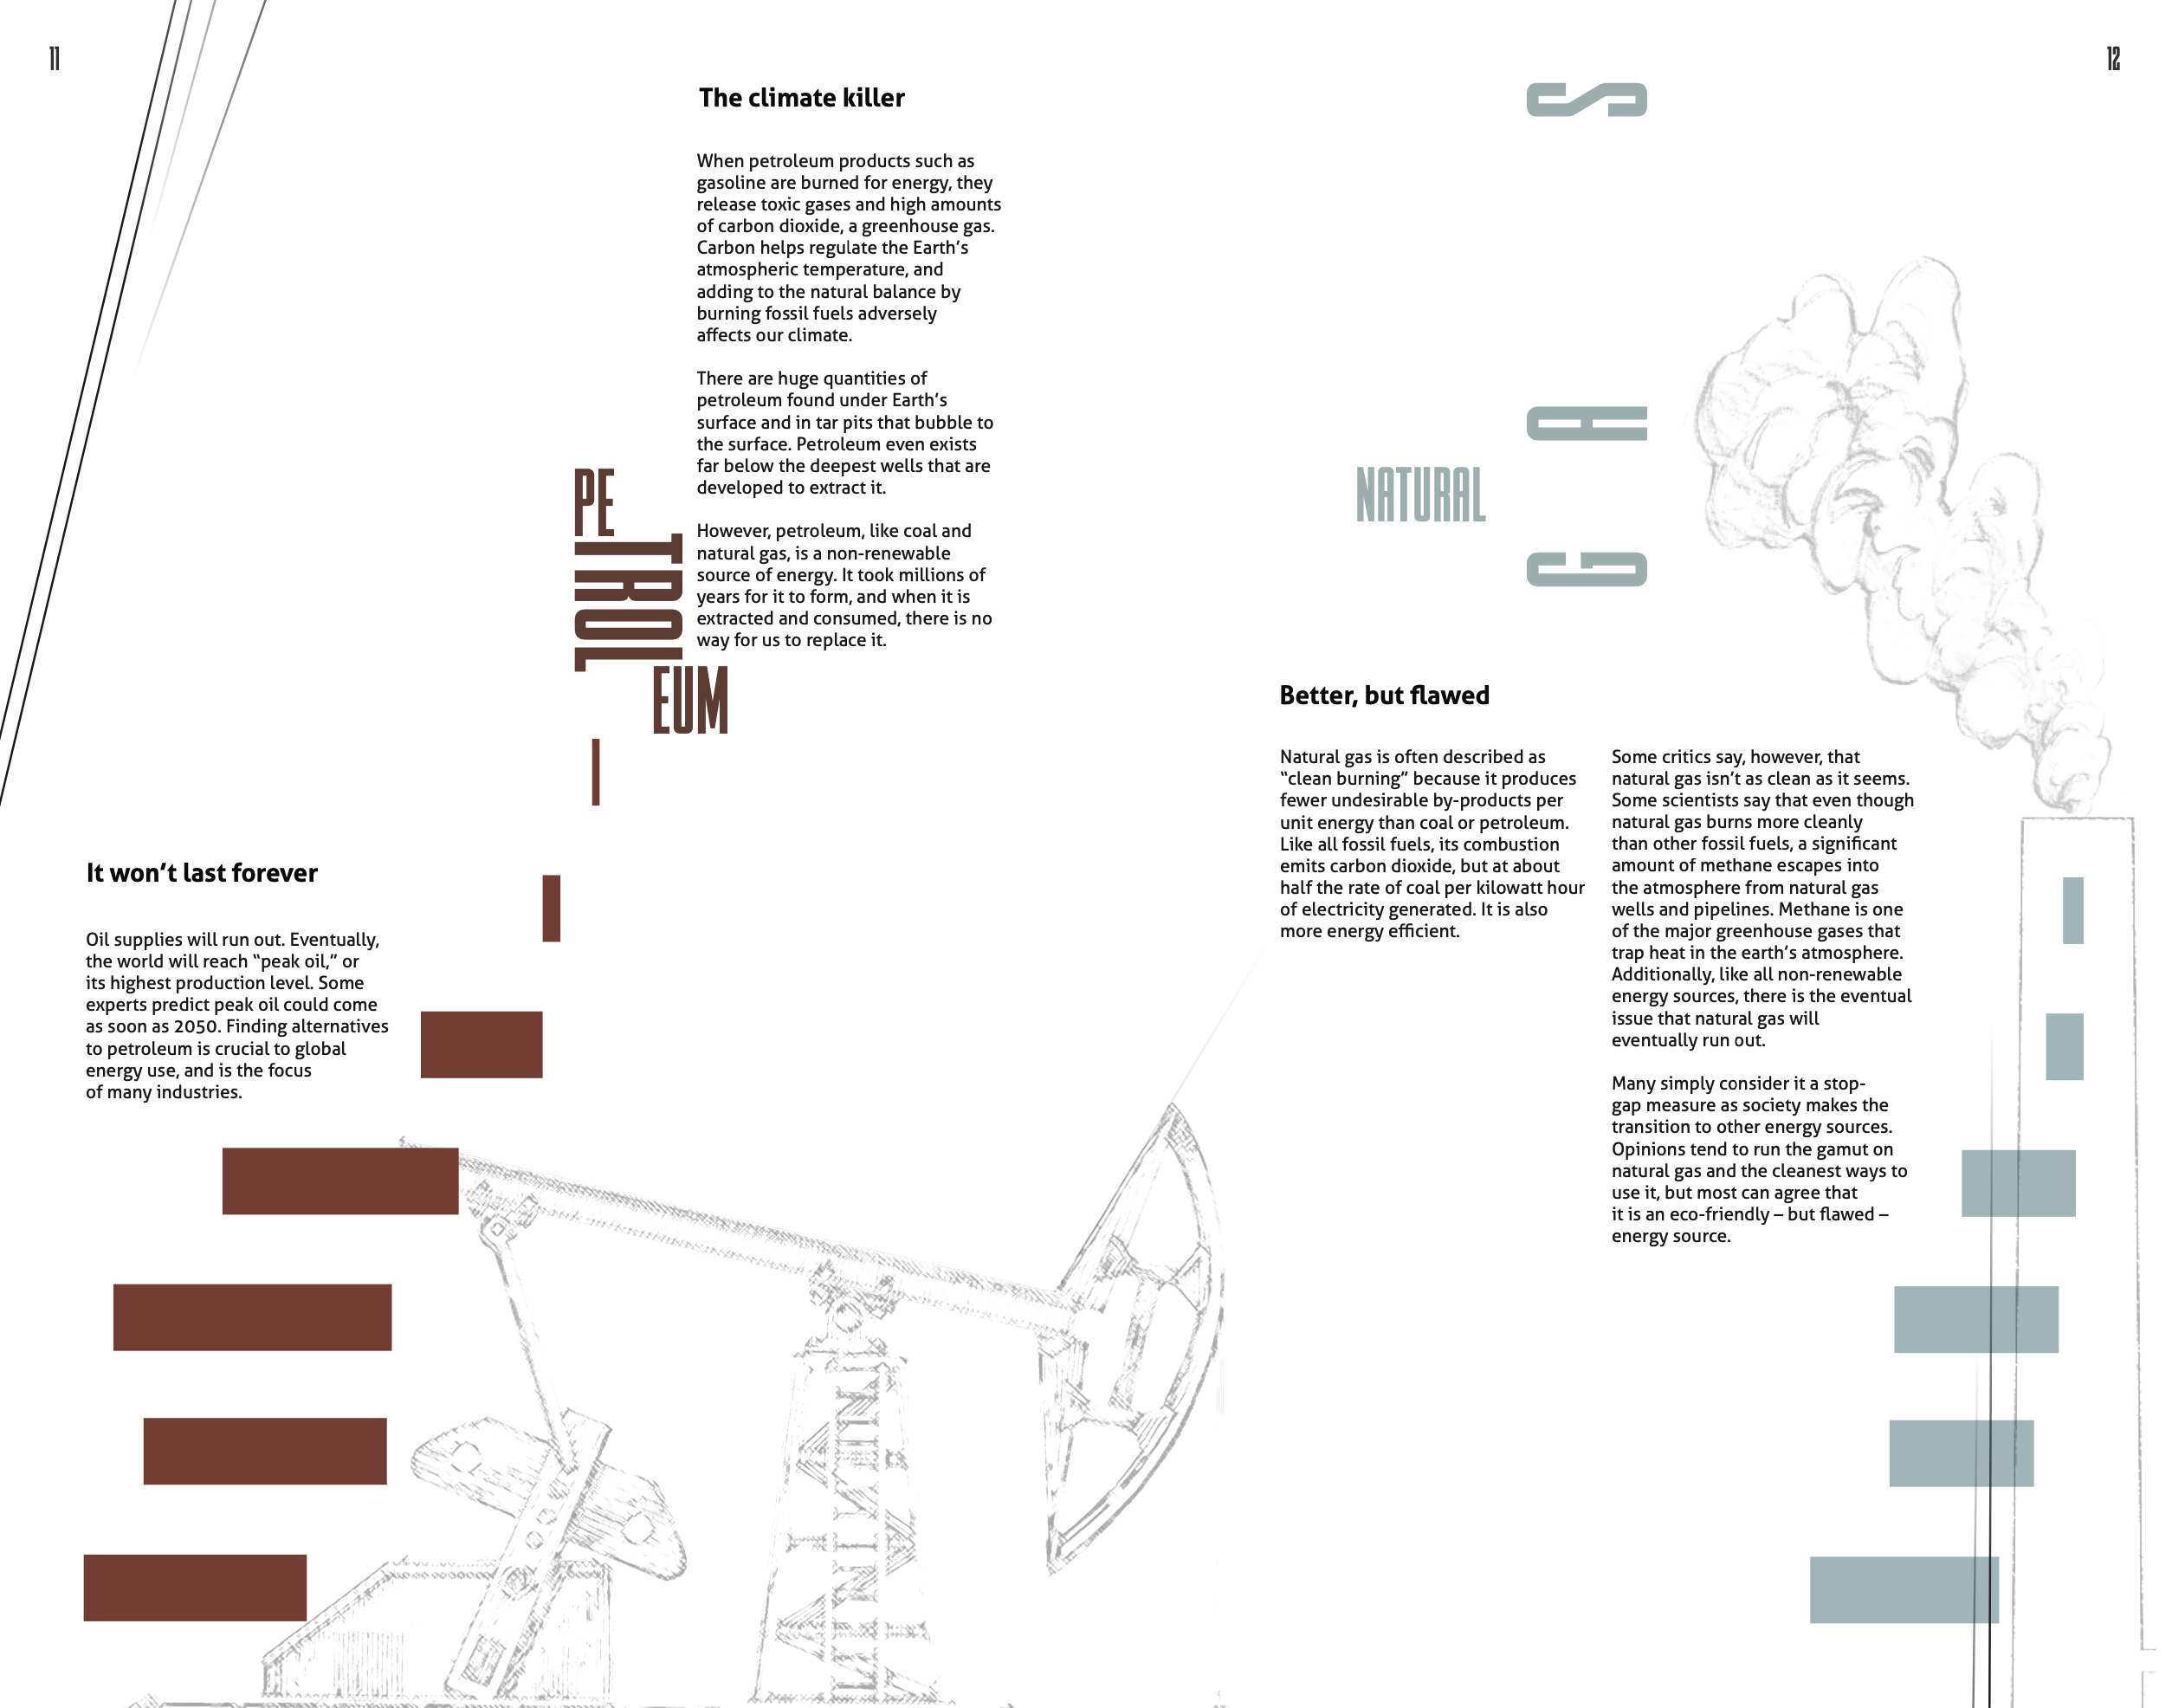 11
The climate killer
When petroleum products such as
gasoline are burned for energy, they
release toxic gases and high amounts
of carbon dioxide, a greenhouse gas.
Carbon helps regulate the Earth's
atmospheric temperature, and
adding to the natural balance by
burning fossil fuels adversely
affects our climate.
There are huge quantities of
petroleum found under Earth's
surface and in tar pits that bubble to
the surface. Petroleum even exists
far below the deepest wells that are
developed to extract it.
However, petroleum, like coal and
natural gas, is a non-renewable
source of energy. It took millions of
years for it to form, and when it is
extracted and consumed, there is no
way for us to replace it.
PE
TROL
EUM
It won't last forever
Oil supplies will run out. Eventually,
the world will reach “peak oil,” or
its highest production level. Some
experts predict peak oil could come
as soon as 2050. Finding alternatives
to petroleum is crucial to global
energy use, and is the focus
of many industries.
12
NATURAL
GAS
Better, but flawed
Natural gas is often described as
“clean burning” because it produces
fewer undesirable by-products per
unit energy than coal or petroleum.
Like all fossil fuels, its combustion
emits carbon dioxide, but at about
half the rate of coal per kilowatt hour
of electricity generated. It is also
more energy efficient.
Some critics say, however, that
natural gas isn't as clean as it seems.
Some scientists say that even though
natural gas burns more cleanly
than other fossil fuels, a significant
amount of methane escapes into
the atmosphere from natural gas
wells and pipelines. Methane is one
of the major greenhouse gases that
trap heat in the earth's atmosphere.
Additionally, like all non-renewable
energy sources, there is the eventual
issue that natural gas will
eventually run out.
Many simply consider it a stop-
gap measure as society makes the
transition to other energy sources.
Opinions tend to run the gamut on
natural gas and the cleanest ways to
use it, but most can agree that
it is an eco-friendly – but flawed –
energy source.